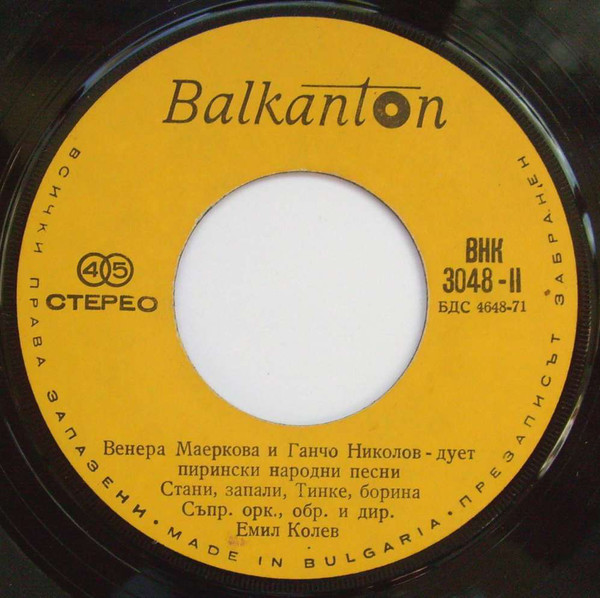 Balkanton
45
СТЕРЕО
ВНК
3048-II
БДС 4648-71
Венера Маеркова и Ганчо Николов - дует
пирински народни песни
Стани, запали, Тинке, борина
Съпр. орк., обр. и дир.
Емил Колев
ВСИЧКИ ПРАВА ЗАПАЗЕНИ • MADE IN BULGARIA • ПРЕЗАПИСЪТ ЗАБРАНЕН